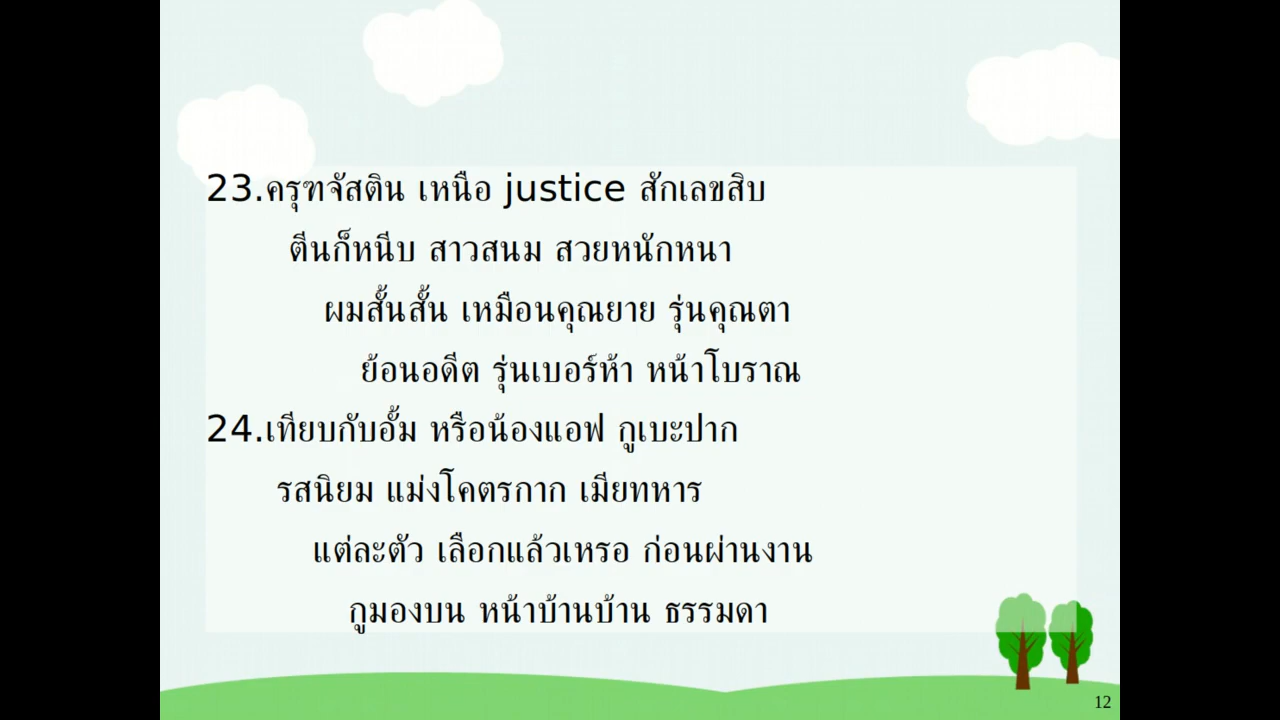 23.ครุฑจัสติน เหนือ justice สักเลขสิบ
ตีนก็หนีบ สาวสนม สวยหนักหนา
ผมสั้นสั้น เหมือนคุณยาย รุ่นคุณตา
ย้อนอดีต รุ่นเบอร์ห้า หน้าโบราณ
24.เทียบกับอั้ม หรือน้องแอฟ กูเบะปาก
รสนิยม แม่งโคตรกาก เมียทหาร
แต่ละตัว เลือกแล้วเหรอ ก่อนผ่านงาน
กูมองบน หน้าบ้านบ้าน ธรรมดา
12